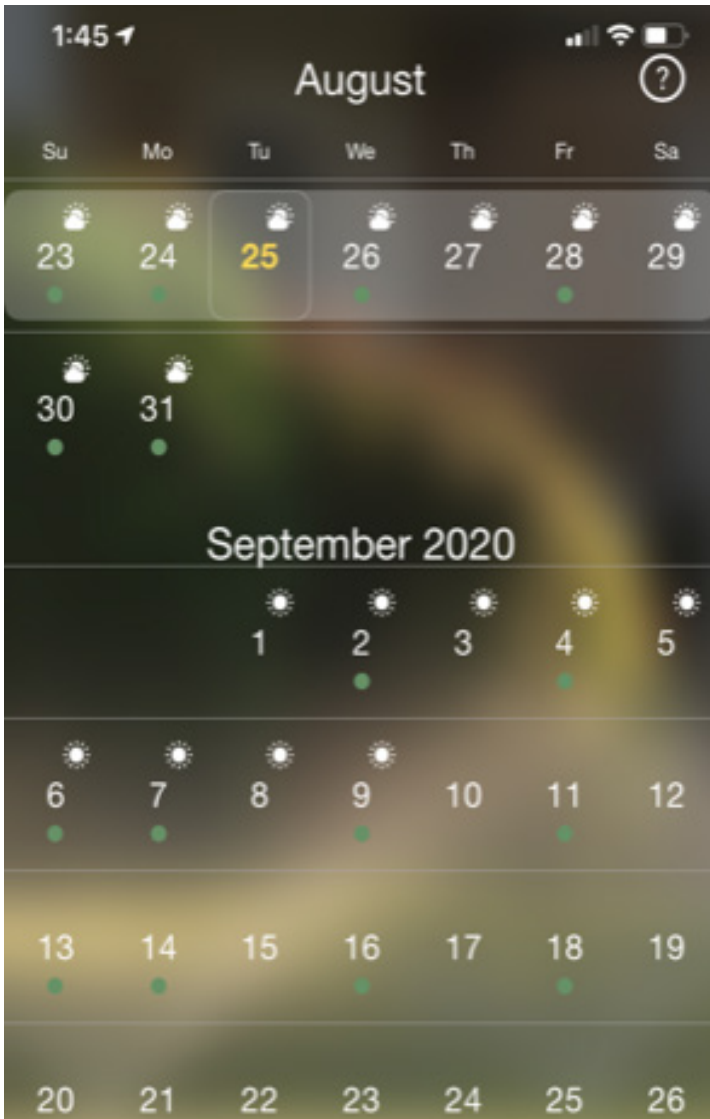 1:45
August
?
Su Mo Tu We Th Fr Sa
23 24 25 26 27 28 29
30 31
September 2020
1 2 3 4 5
6 7 8 9 10 11 12
13 14 15 16 17 18 19
20 21 22 23 24 25 26